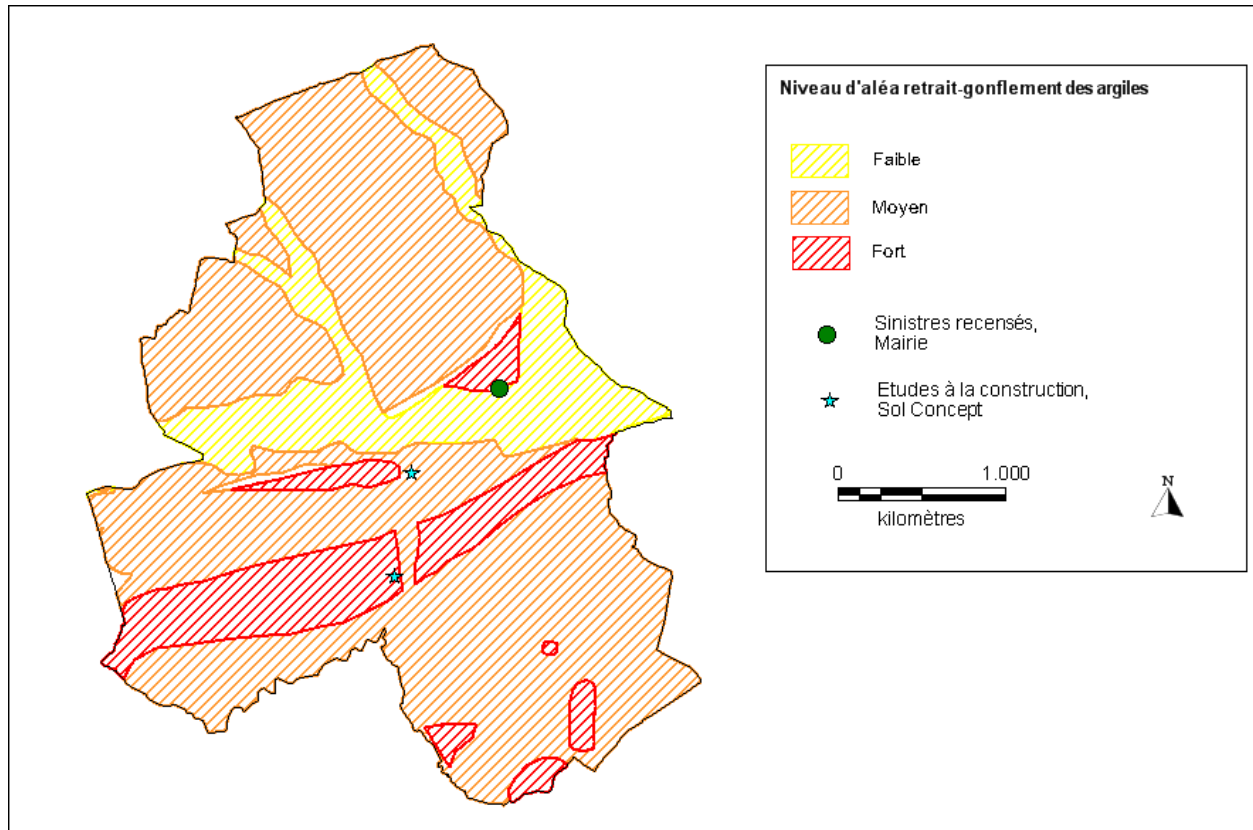 Niveau d'aléa retrait-gonflement des argiles
Faible
Moyen
Fort
Sinistres recensés,
Mairie
Etudes à la construction,
Sol Concept
0 1.000
kilomètres
N